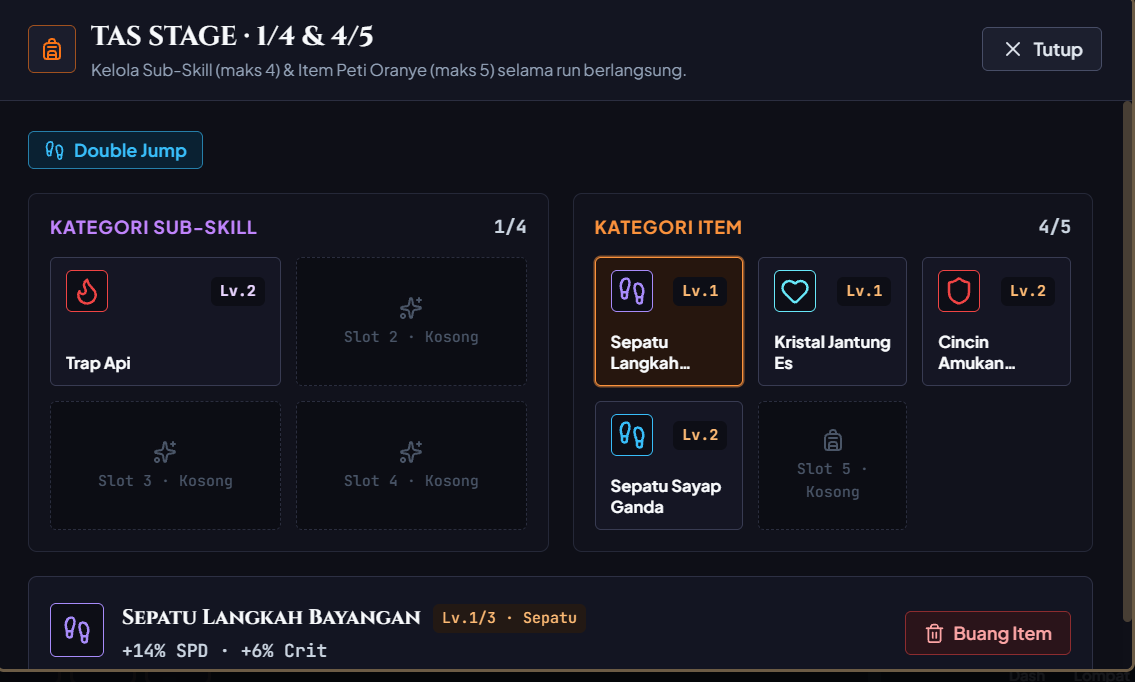 TAS STAGE · 1/4 & 4/5
Kelola Sub-Skill (maks 4) & Item Peti Oranye (maks 5) selama run berlangsung.
Tutup
Double Jump
KATEGORI SUB-SKILL
1/4
Lv.2
Trap Api
Slot 2 · Kosong
Slot 3 · Kosong
Slot 4 · Kosong
KATEGORI ITEM
4/5
Lv.1
Sepatu
Langkah…
Lv.1
Kristal Jantung
Es
Lv.2
Cincin
Amukan…
Lv.2
Sepatu Sayap
Ganda
Slot 5 ·
Kosong
SEPATU LANGKAH BAYANGAN
Lv.1/3 · Sepatu
+14% SPD · +6% Crit
Buang Item
Dash
Lombat